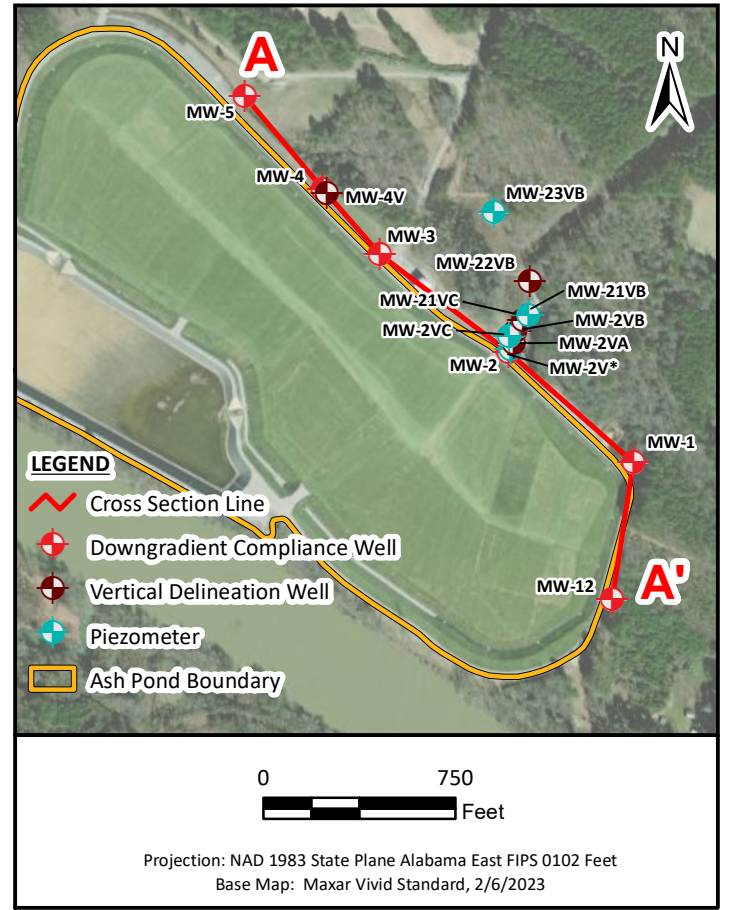 A
N
MW-5
MW-4
MW-4V
MW-23VB
MW-3
MW-22VB
MW-21VC
MW-21VB
MW-2VC
MW-2VB
MW-2VA
MW-2
MW-2V*
MW-1
MW-12
A'
LEGEND
Cross Section Line
Downgradient Compliance Well
Vertical Delineation Well
Piezometer
Ash Pond Boundary
0 750
Feet
Projection: NAD 1983 State Plane Alabama East FIPS 0102 Feet
Base Map: Maxar Vivid Standard, 2/6/2023